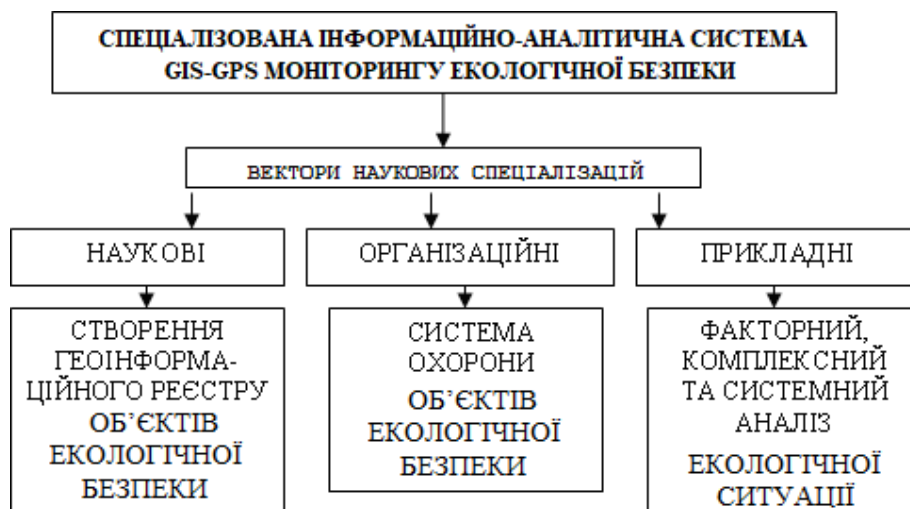 СПЕЦІАЛІЗОВАНА ІНФОРМАЦІЙНО-АНАЛІТИЧНА СИСТЕМА
GIS-GPS МОНІТОРИНГУ ЕКОЛОГІЧНОЇ БЕЗПЕКИ
ВЕКТОРИ НАУКОВИХ СПЕЦІАЛІЗАЦІЙ
НАУКОВІ
ОРГАНІЗАЦІЙНІ
ПРИКЛАДНІ
СТВОРЕННЯ
ГЕОІНФОРМА-
ЦІЙНОГО РЕЄСТРУ
ОБ’ЄКТІВ
ЕКОЛОГІЧНОЇ
БЕЗПЕКИ
СИСТЕМА
ОХОРОНИ
ОБ’ЄКТІВ
ЕКОЛОГІЧНОЇ
БЕЗПЕКИ
ФАКТОРНИЙ,
КОМПЛЕКСНИЙ
ТА СИСТЕМНИЙ
АНАЛІЗ
ЕКОЛОГІЧНОЇ
СИТУАЦІЇ